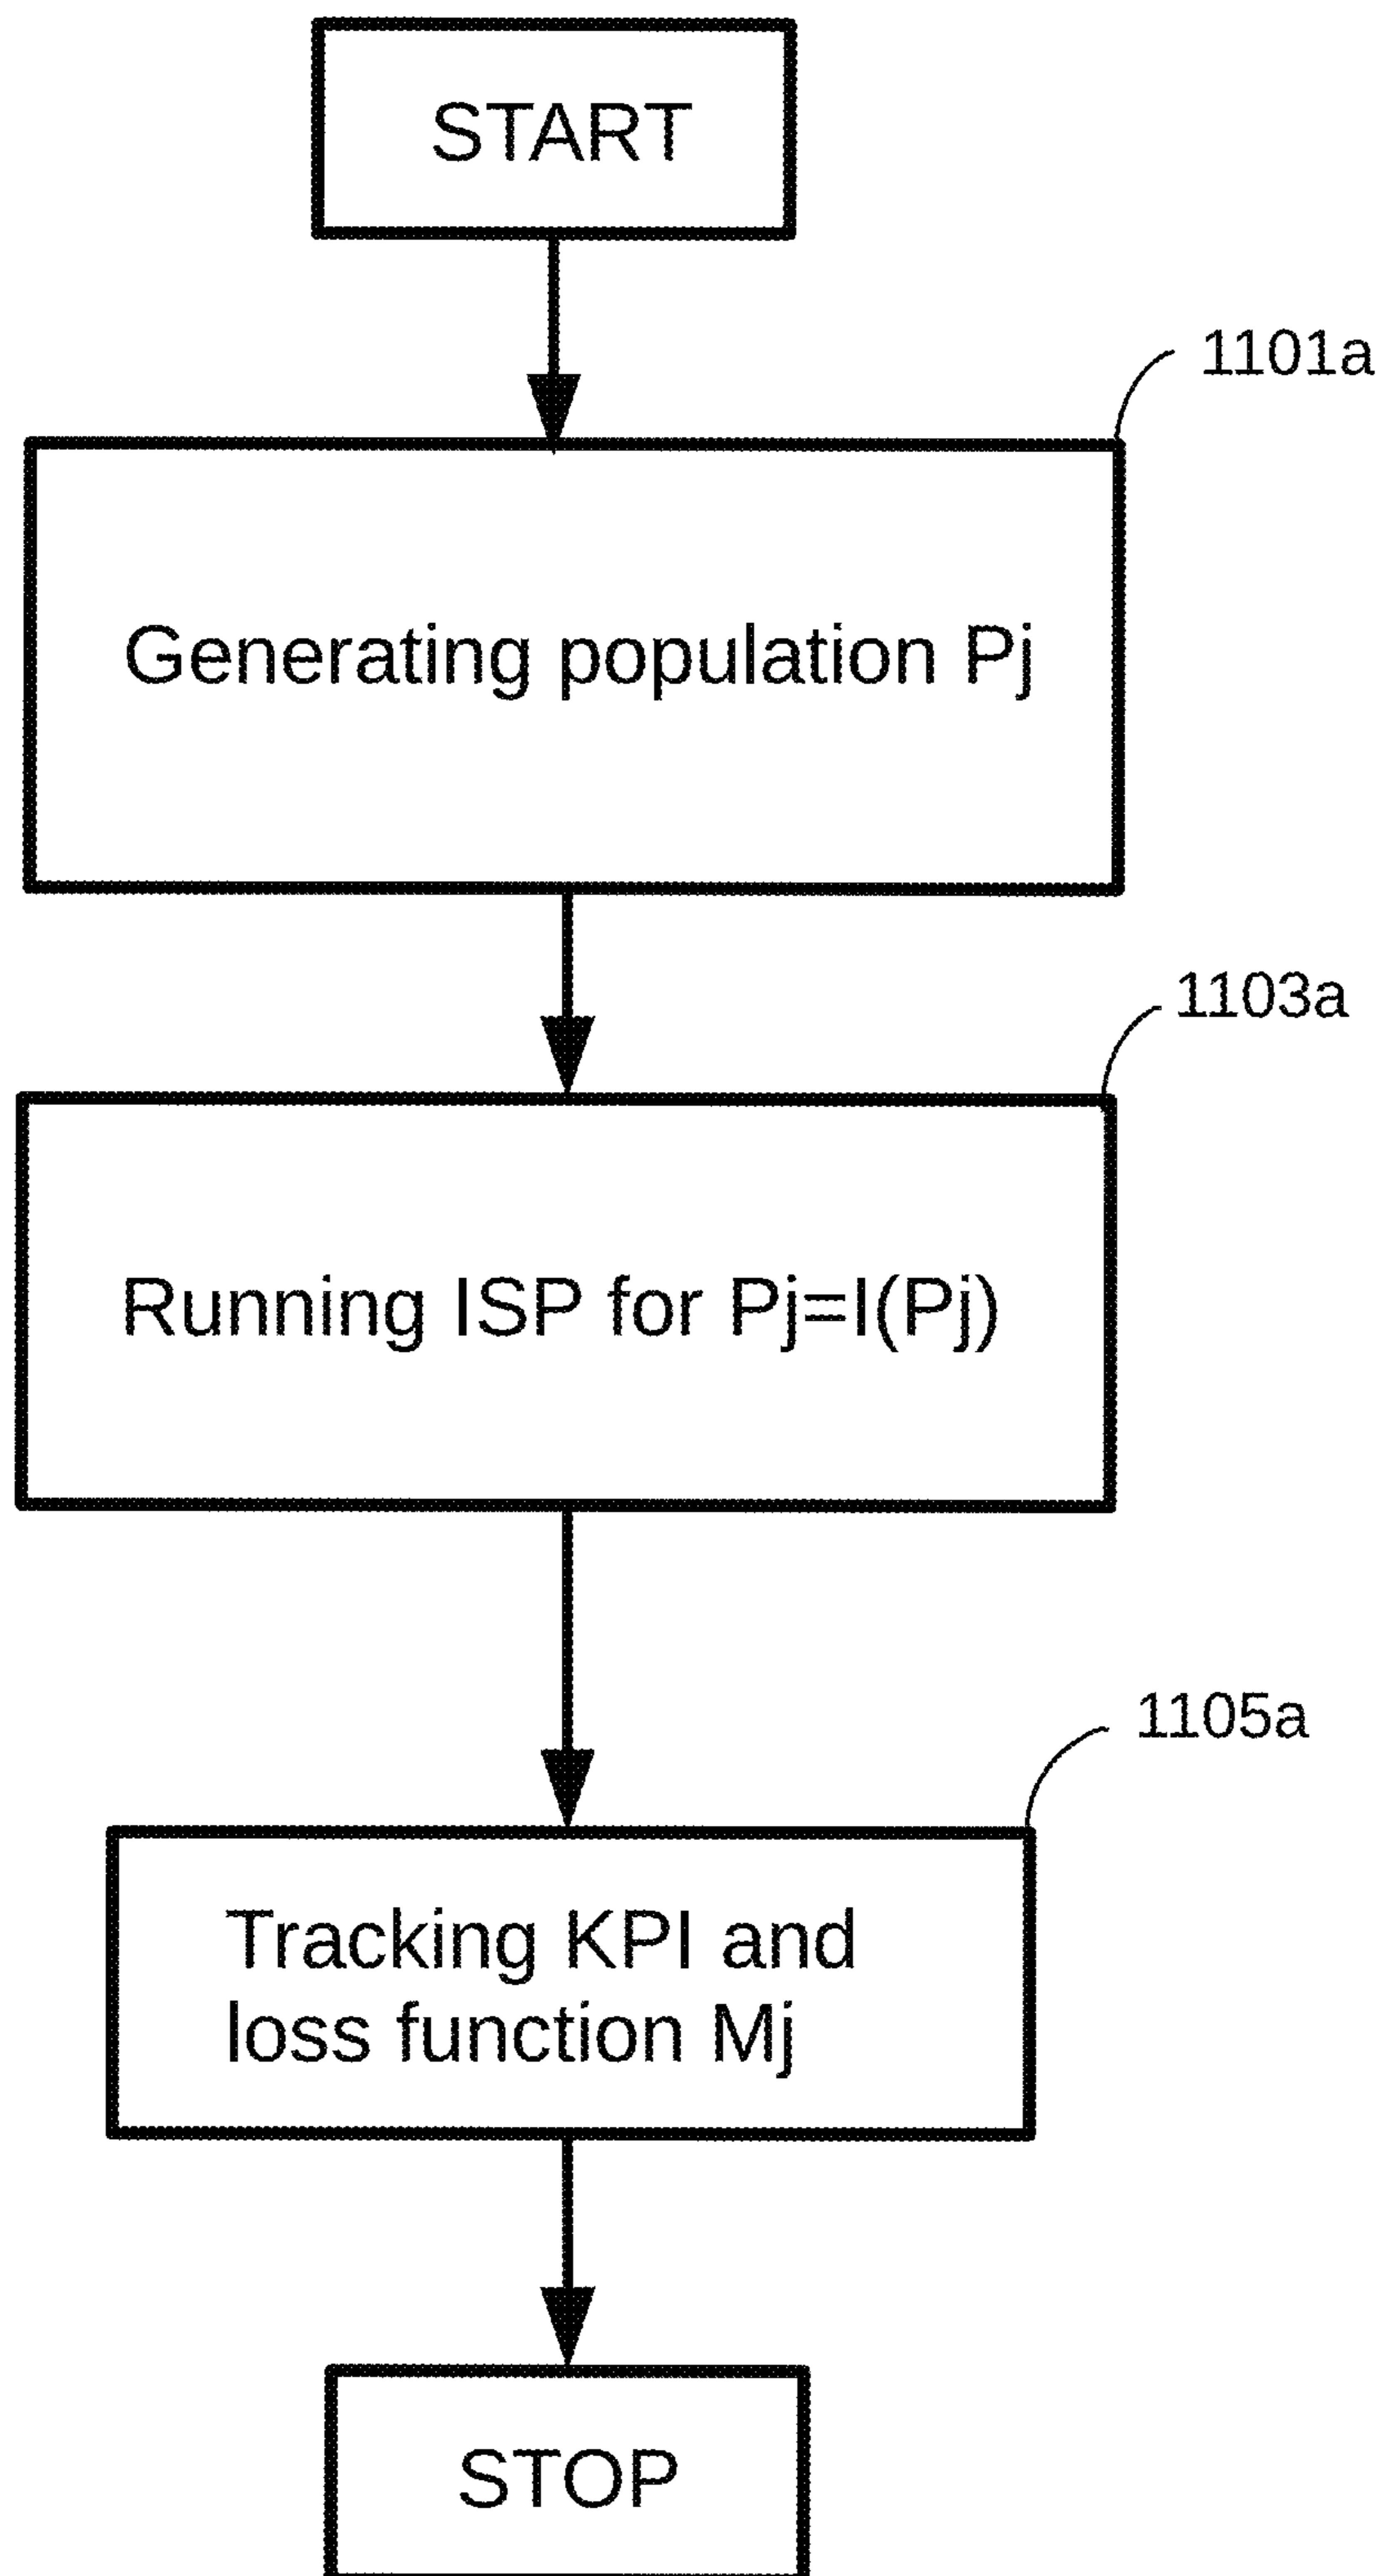 START
1101a
Generating population Pj
1103a
Running ISP for Pj=I(Pj)
1105a
Tracking KPI and
loss function Mj
STOP